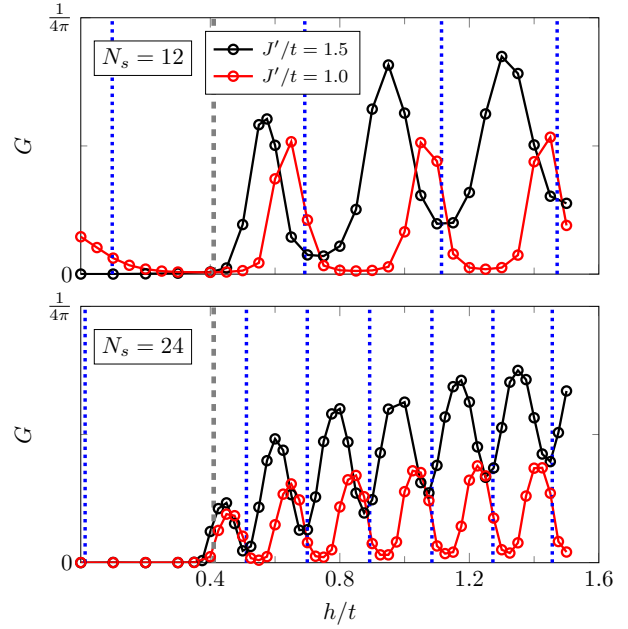 1/4π
N_s = 12
J′/t = 1.5
J′/t = 1.0
G
0
1/4π
N_s = 24
G
0
0.4 0.8 1.2 1.6
h/t